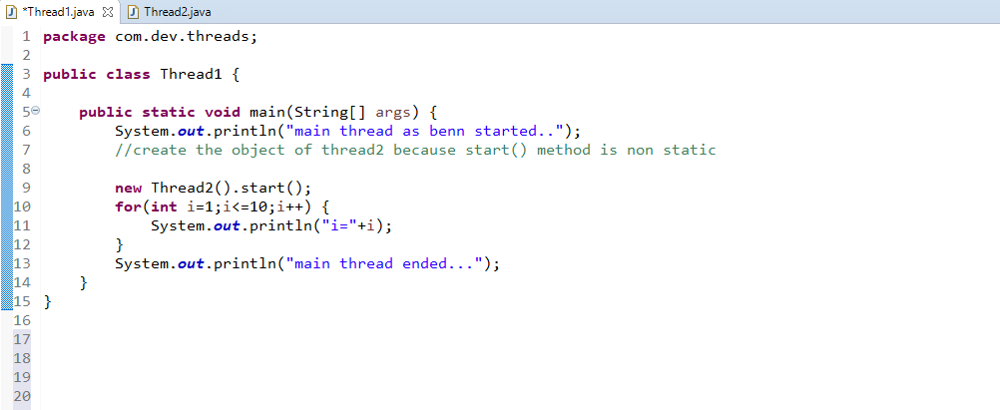 *Thread1.java Thread2.java
1 package com.dev.threads;
2
3 public class Thread1 {
4
5 public static void main(String[] args) {
6 System.out.println("main thread as benn started..");
7 //create the object of thread2 because start() method is non static
8
9 new Thread2().start();
10 for(int i=1;i<=10;i++) {
11 System.out.println("i="+i);
12 }
13 System.out.println("main thread ended...");
14 }
15 }
16
17
18
19
20